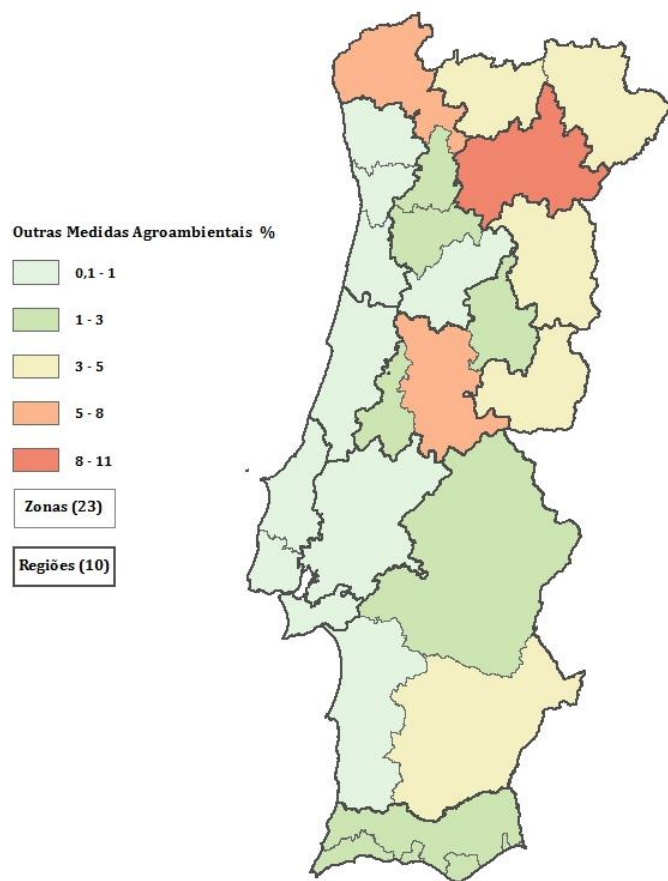 Outras Medidas Agroambientais %
0,1 - 1
1 - 3
3 - 5
5 - 8
8 - 11
Zonas (23)
Regiões (10)